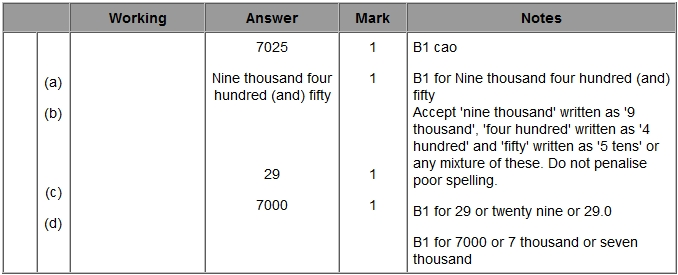 Working Answer Mark Notes
7025 1 B1 cao
(a) Nine thousand four 1 B1 for Nine thousand four hundred (and)
hundred (and) fifty fifty
(b) Accept 'nine thousand' written as '9
thousand', 'four hundred' written as '4
hundred' and 'fifty' written as '5 tens' or
any mixture of these. Do not penalise
29 1 poor spelling.
(c)
7000 1 B1 for 29 or twenty nine or 29.0
(d)
B1 for 7000 or 7 thousand or seven
thousand